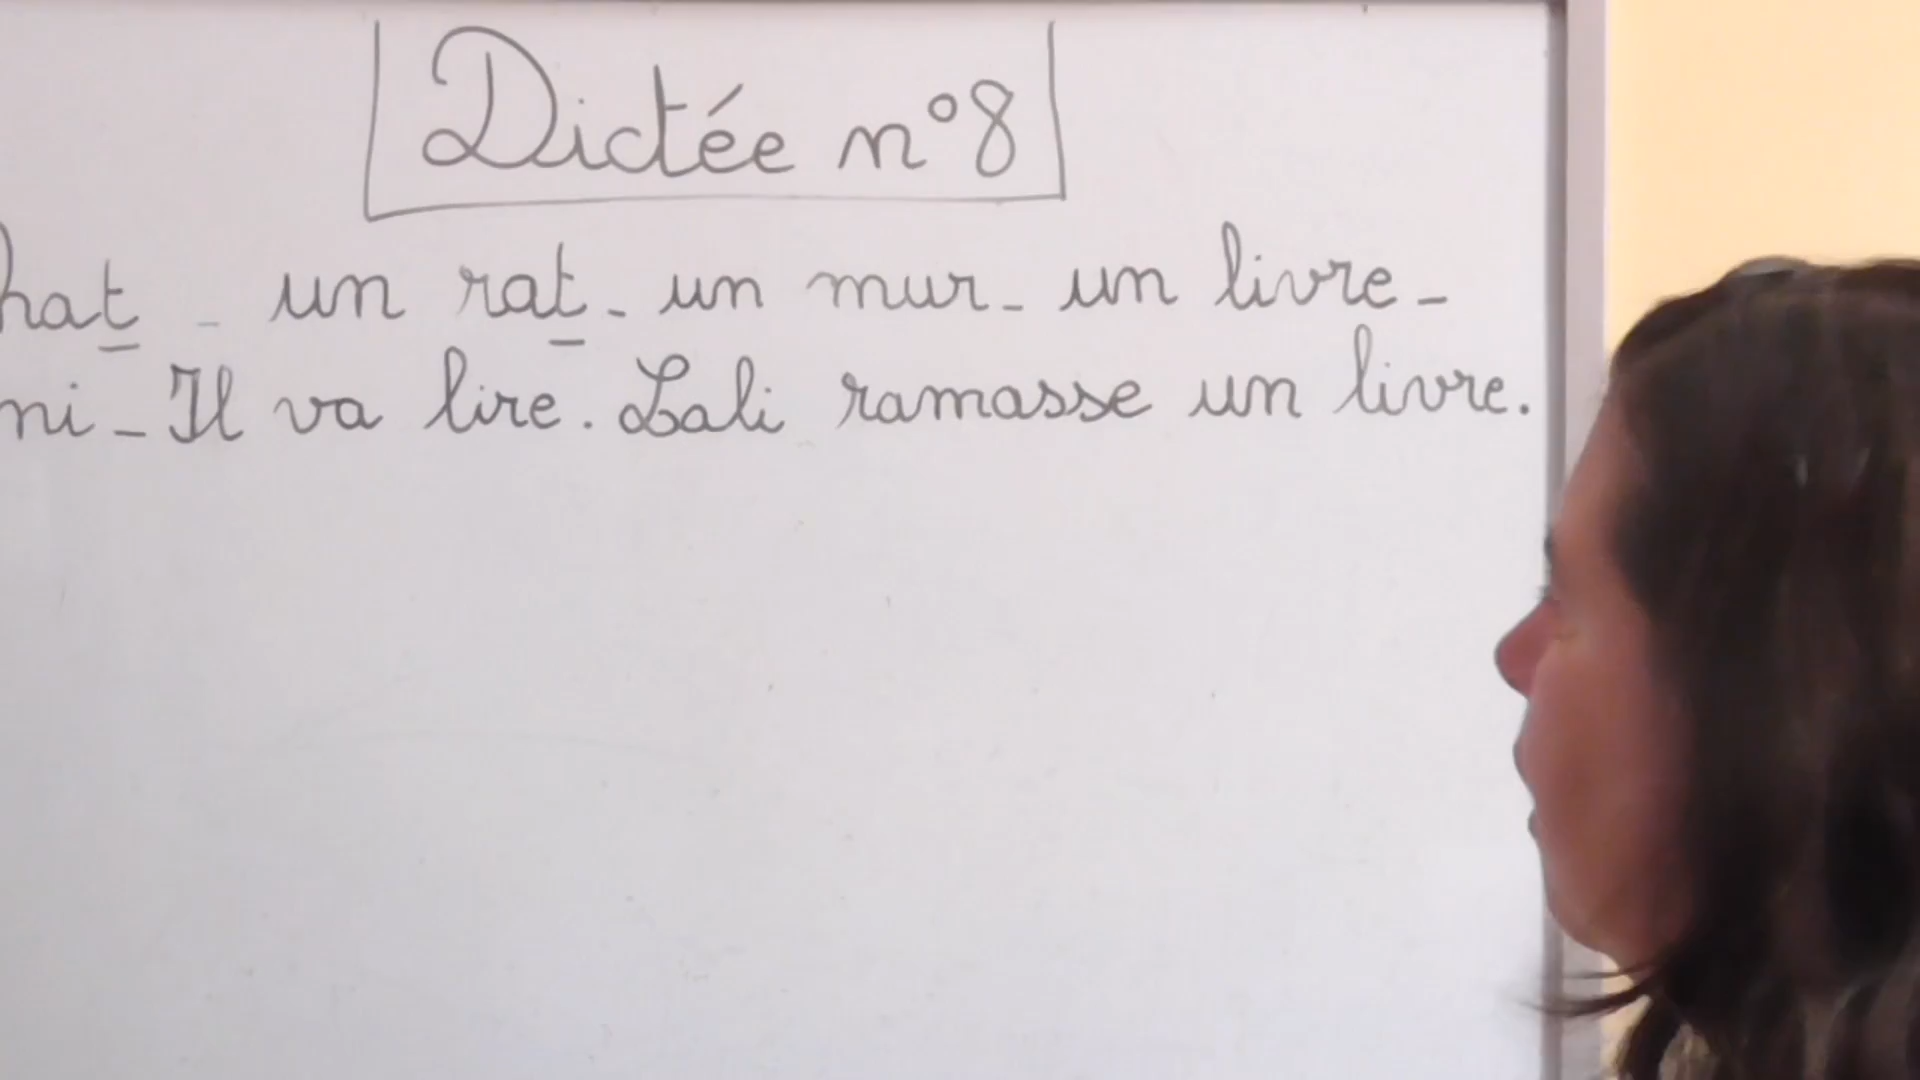 Dictée n°8
hat - un rat - un mur - un livre -
ni - Il va lire. Lali ramasse un livre.